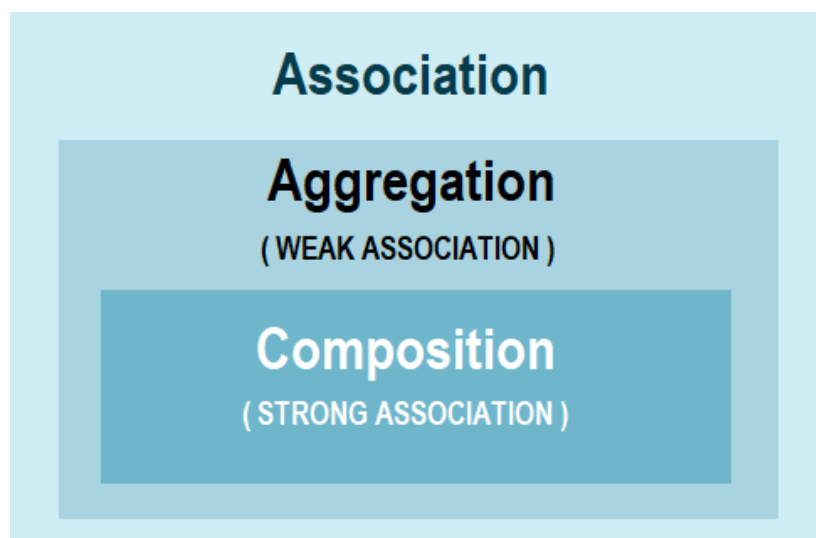 Association
Aggregation
( WEAK ASSOCIATION )
Composition
( STRONG ASSOCIATION )